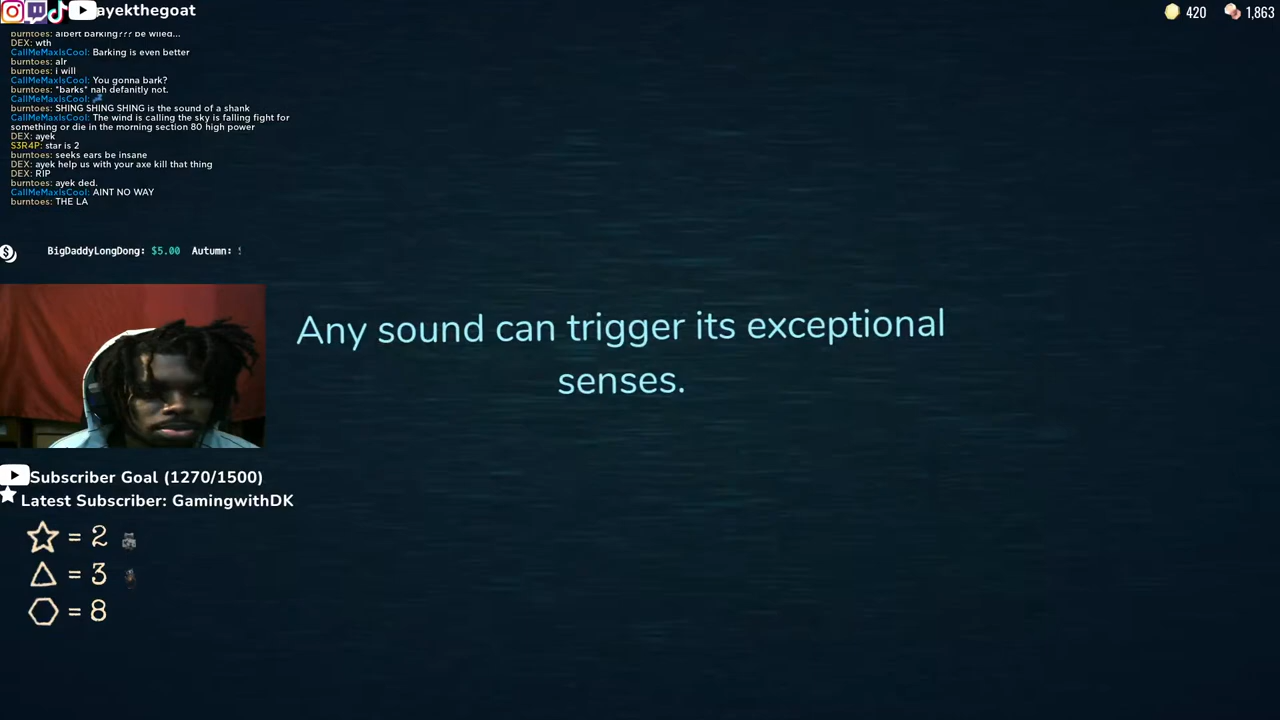 ayekthegoat
420
1,863
burntoes: albert barking??? be wiled...
DEX: wth
CallMeMaxIsCool: Barking is even better
burntoes: alr
burntoes: i will
CallMeMaxIsCool: You gonna bark?
burntoes: *barks* nah defanitly not.
CallMeMaxIsCool:
burntoes: SHING SHING SHING is the sound of a shank
CallMeMaxIsCool: The wind is calling the sky is falling fight for
something or die in the morning section 80 high power
DEX: ayek
S3R4P: star is 2
burntoes: seeks ears be insane
DEX: ayek help us with your axe kill that thing
DEX: RIP
burntoes: ayek ded.
CallMeMaxIsCool: AINT NO WAY
burntoes: THE LA
BigDaddyLongDong: $5.00 Autumn:
Any sound can trigger its exceptional
senses.
Subscriber Goal (1270/1500)
Latest Subscriber: GamingwithDK
= 2
= 3
= 8